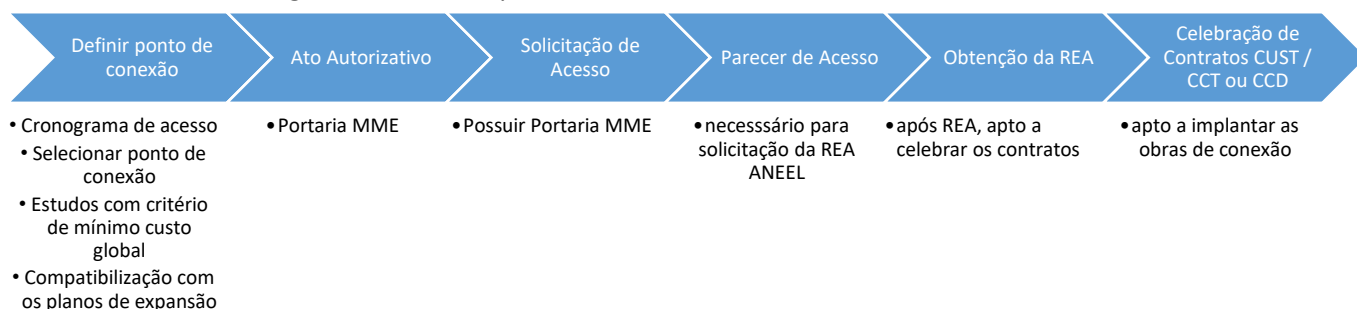 Definir ponto de
conexão
Ato Autorizativo
Solicitação de
Acesso
Parecer de Acesso
Obtenção da REA
Celebração de
Contratos CUST /
CCT ou CCD
• Cronograma de acesso
• Selecionar ponto de
conexão
• Estudos com critério
de mínimo custo
global
• Compatibilização com
os planos de expansão
•Portaria MME
•Possuir Portaria MME
•necesssário para
solicitação da REA
ANEEL
•após REA, apto a
celebrar os contratos
•apto a implantar as
obras de conexão